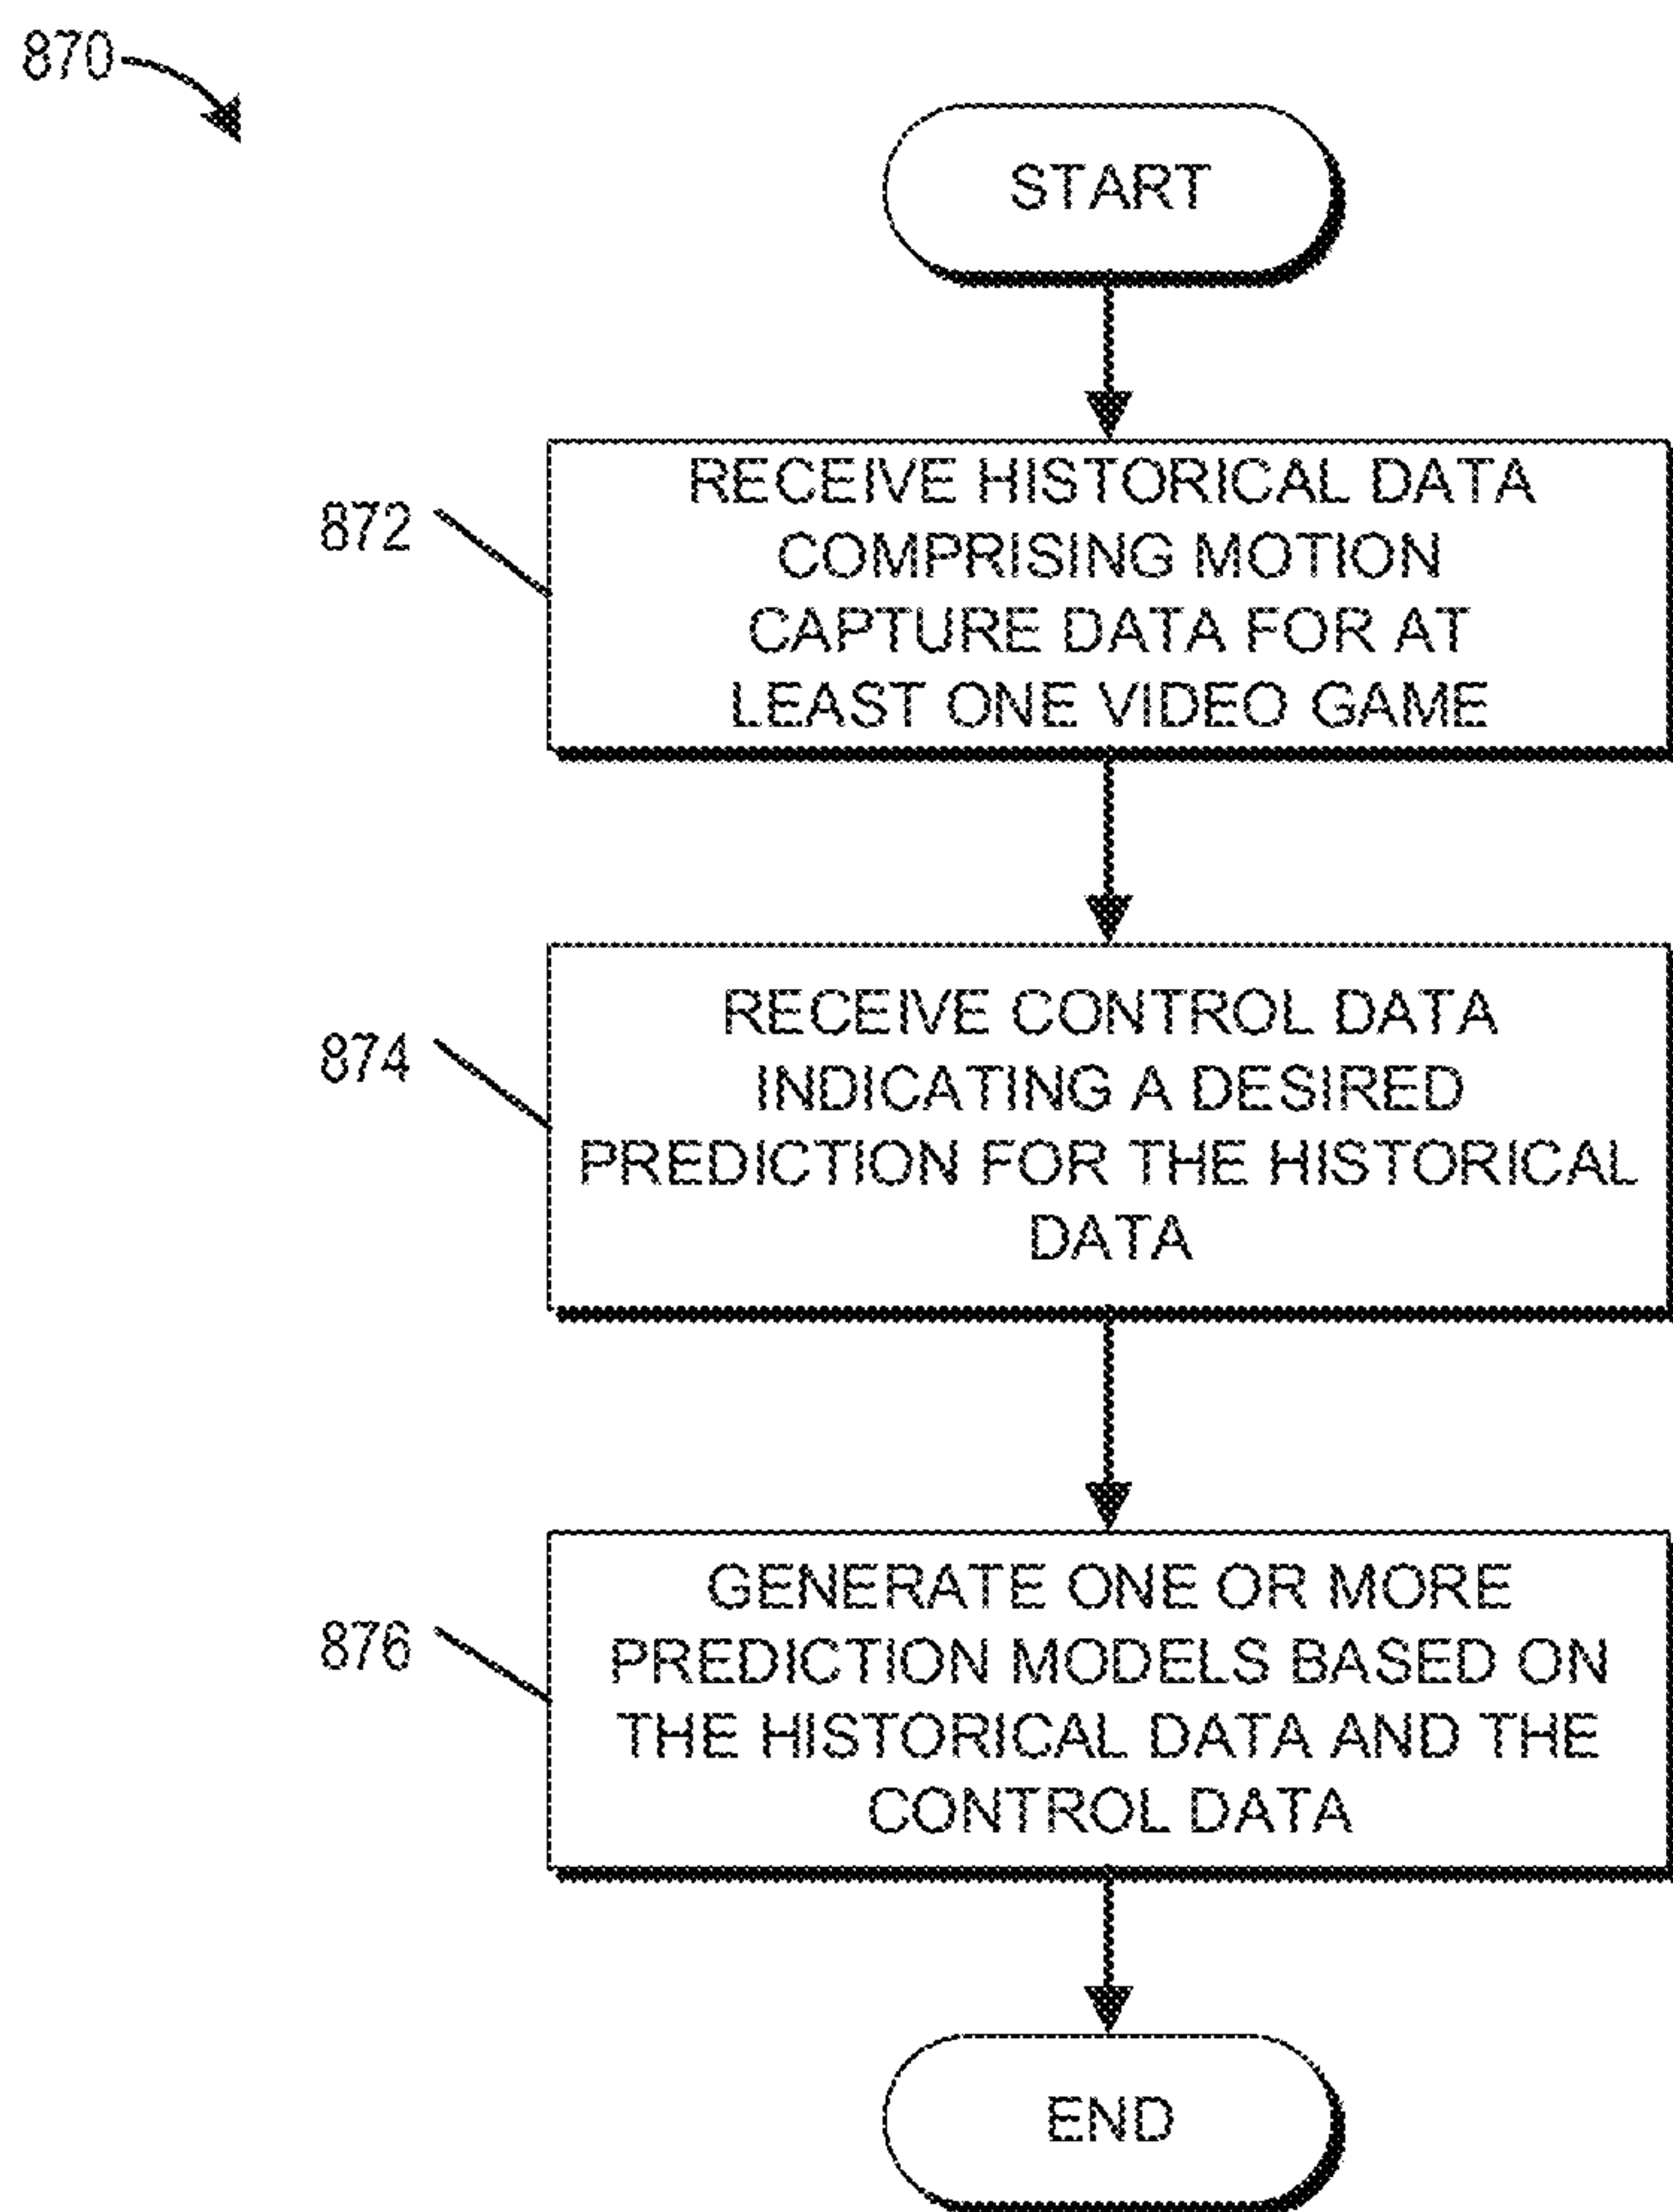 870
START
872
RECEIVE HISTORICAL DATA
COMPRISING MOTION
CAPTURE DATA FOR AT
LEAST ONE VIDEO GAME
874
RECEIVE CONTROL DATA
INDICATING A DESIRED
PREDICTION FOR THE HISTORICAL
DATA
876
GENERATE ONE OR MORE
PREDICTION MODELS BASED ON
THE HISTORICAL DATA AND THE
CONTROL DATA
END